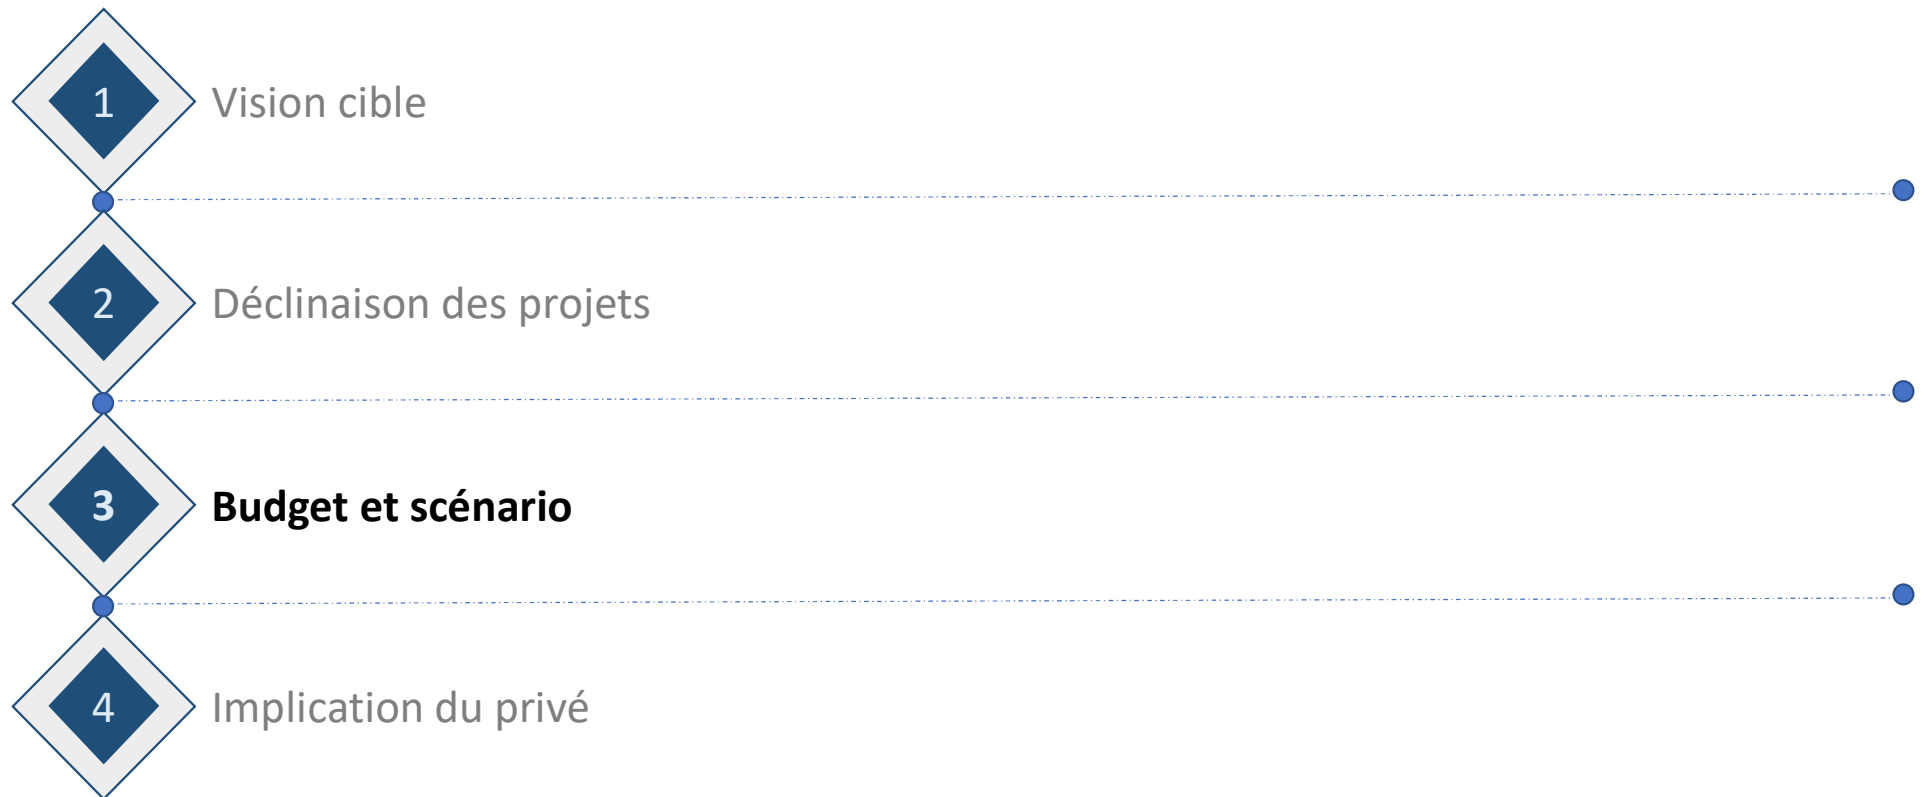 1 Vision cible
2 Déclinaison des projets
3 Budget et scénario
4 Implication du privé